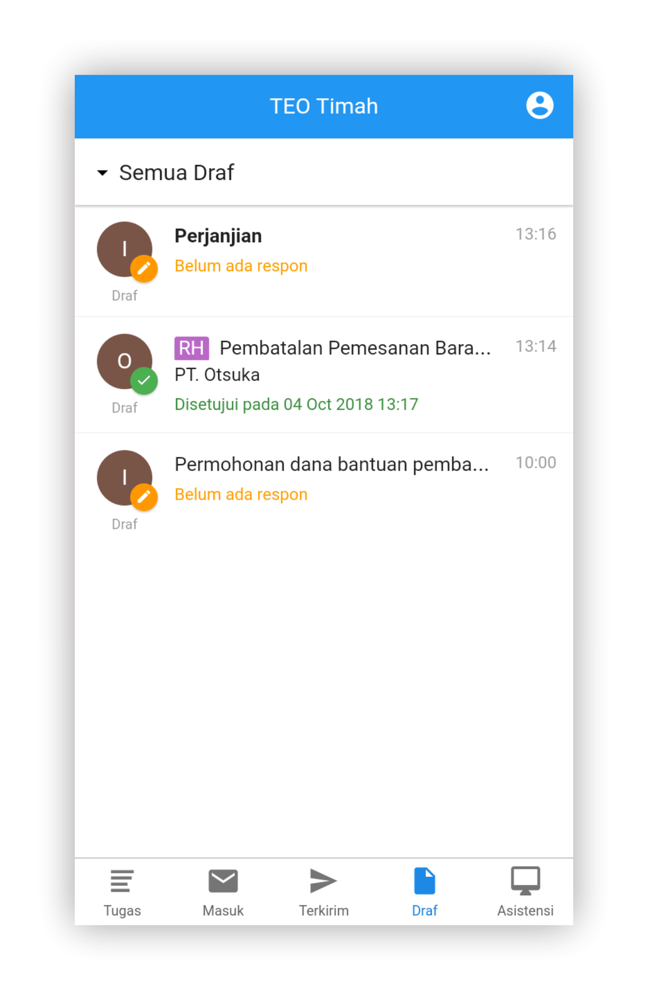 TEO Timah
Semua Draf
I
Perjanjian
13:16
Belum ada respon
Draf
O
RH Pembatalan Pemesanan Bara...
13:14
PT. Otsuka
Disetujui pada 04 Oct 2018 13:17
Draf
I
Permohonan dana bantuan pemba...
10:00
Belum ada respon
Draf
Tugas
Masuk
Terkirim
Draf
Asistensi